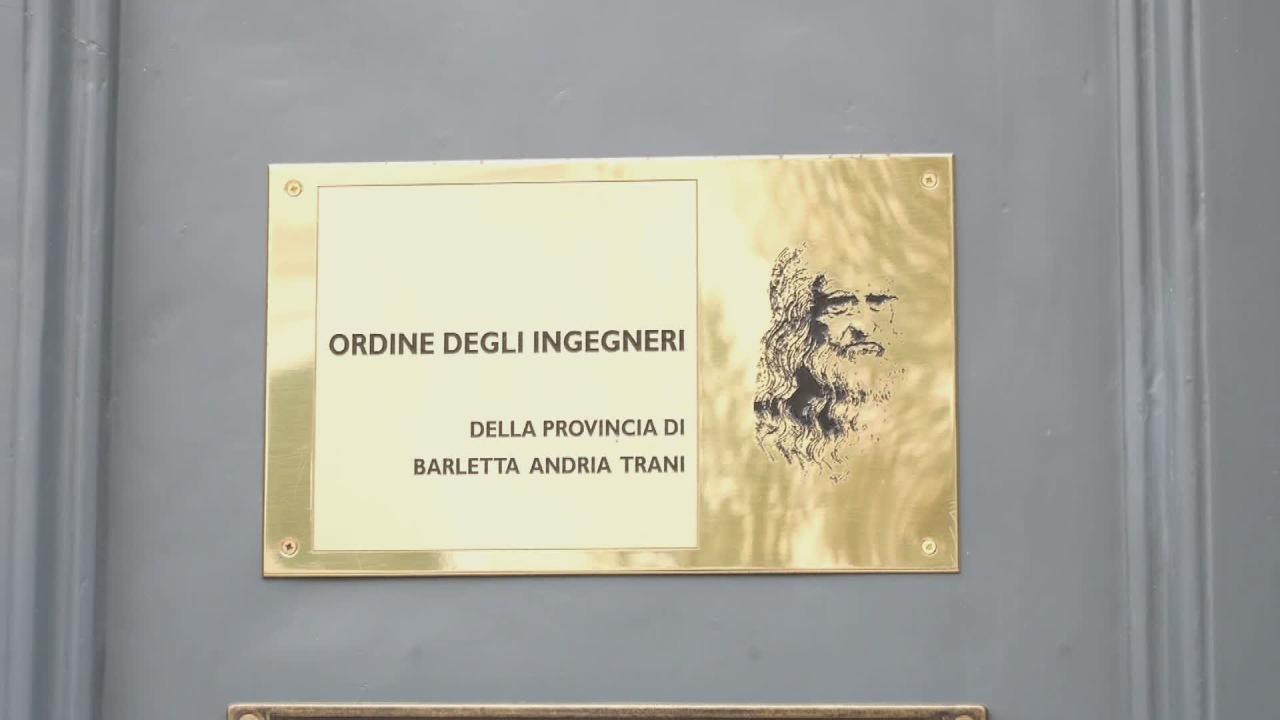 ORDINE DEGLI INGEGNERI
DELLA PROVINCIA DI
BARLETTA ANDRIA TRANI